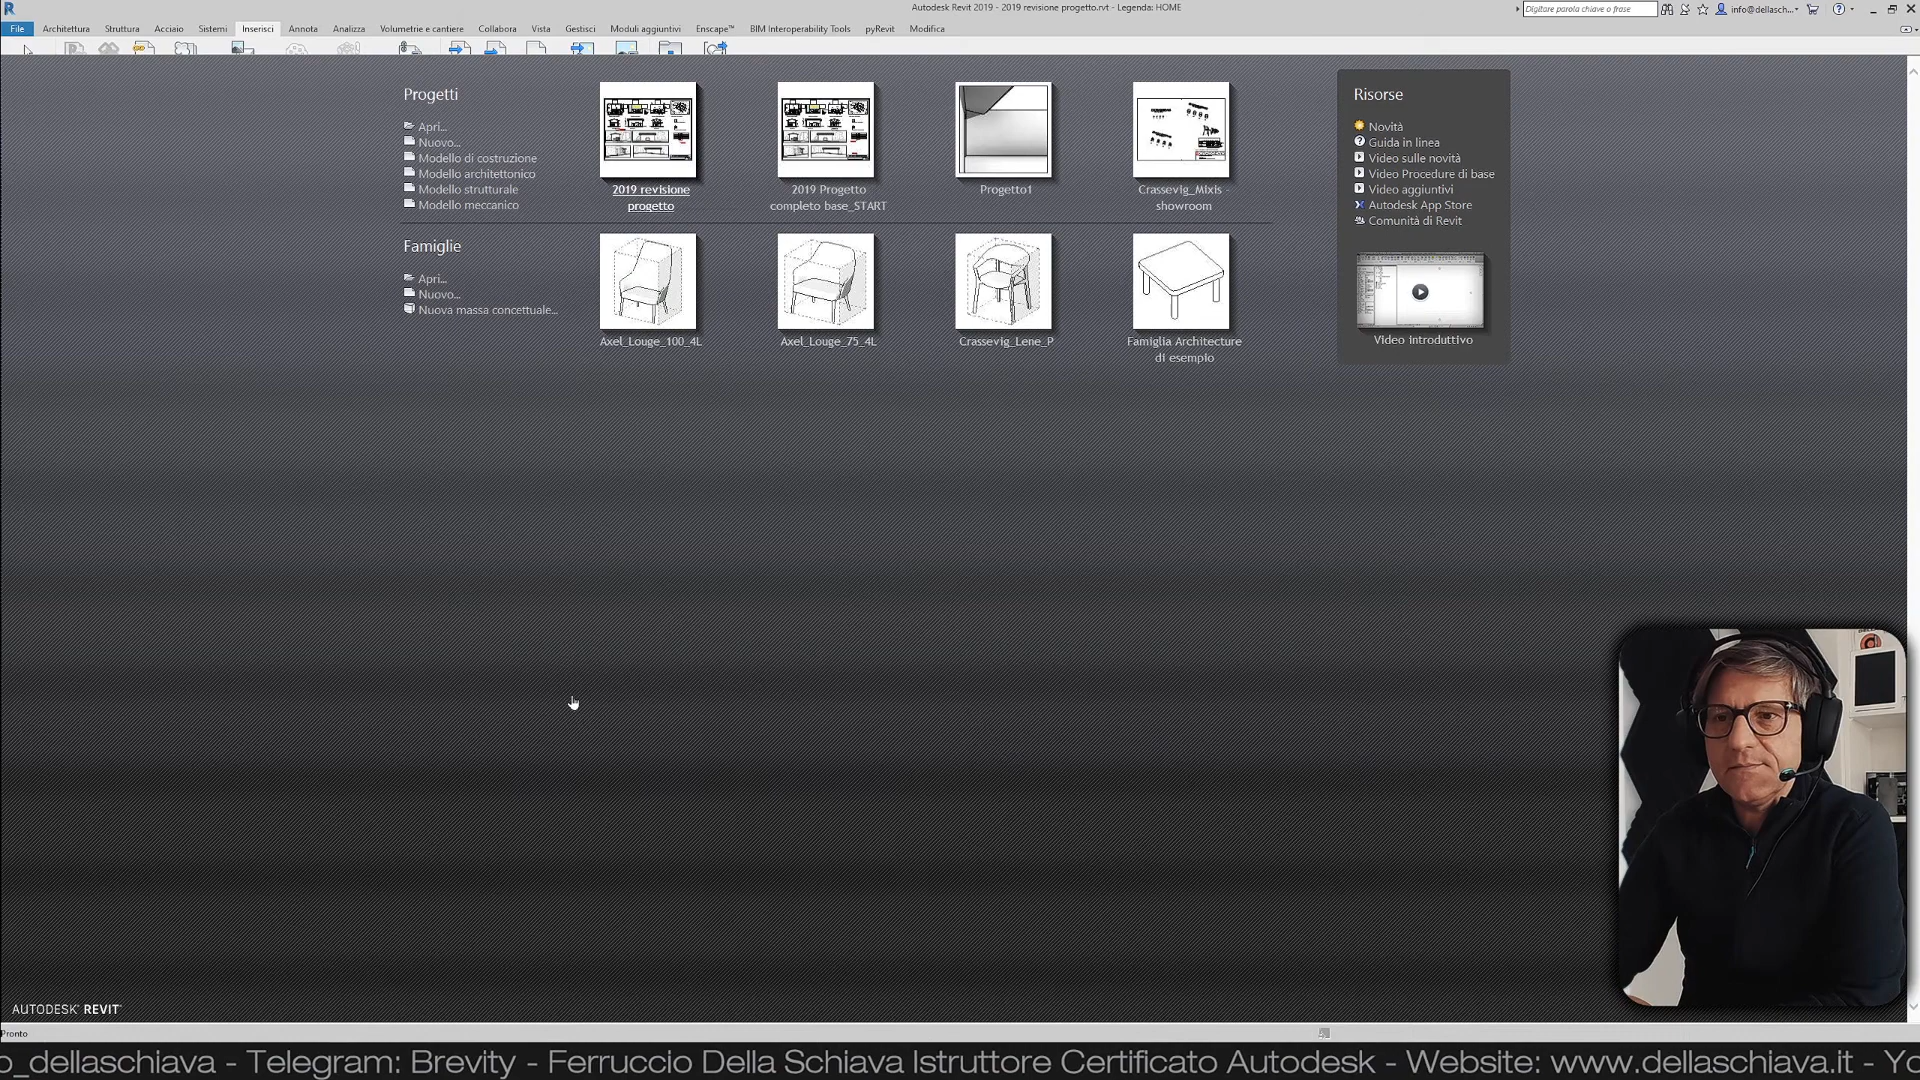 Autodesk Revit 2019 - 2019 revisione progetto.rvt - Legenda: HOME
Digitare parola chiave o frase
info@dellasch...
File Architettura Struttura Acciaio Sistemi Inserisci Annota Analizza Volumetrie e cantiere Collabora Vista Gestisci Moduli aggiuntivi Enscape™ BIM Interoperability Tools pyRevit Modifica
Progetti
Apri...
Nuovo...
Modello di costruzione
Modello architettonico
Modello strutturale
Modello meccanico
2019 revisione
progetto
2019 Progetto
completo base_START
Progetto1
Crassevig_Mixis -
showroom
Famiglie
Apri...
Nuovo...
Nuova massa concettuale...
Axel_Louge_100_4L
Axel_Louge_75_4L
Crassevig_Lene_P
Famiglia Architecture
di esempio
Risorse
Novità
Guida in linea
Video sulle novità
Video Procedure di base
Video aggiuntivi
Autodesk App Store
Comunità di Revit
Video introduttivo
AUTODESK® REVIT®
Pronto
o_dellaschiava - Telegram: Brevity - Ferruccio Della Schiava Istruttore Certificato Autodesk - Website: www.dellaschiava.it - Yo